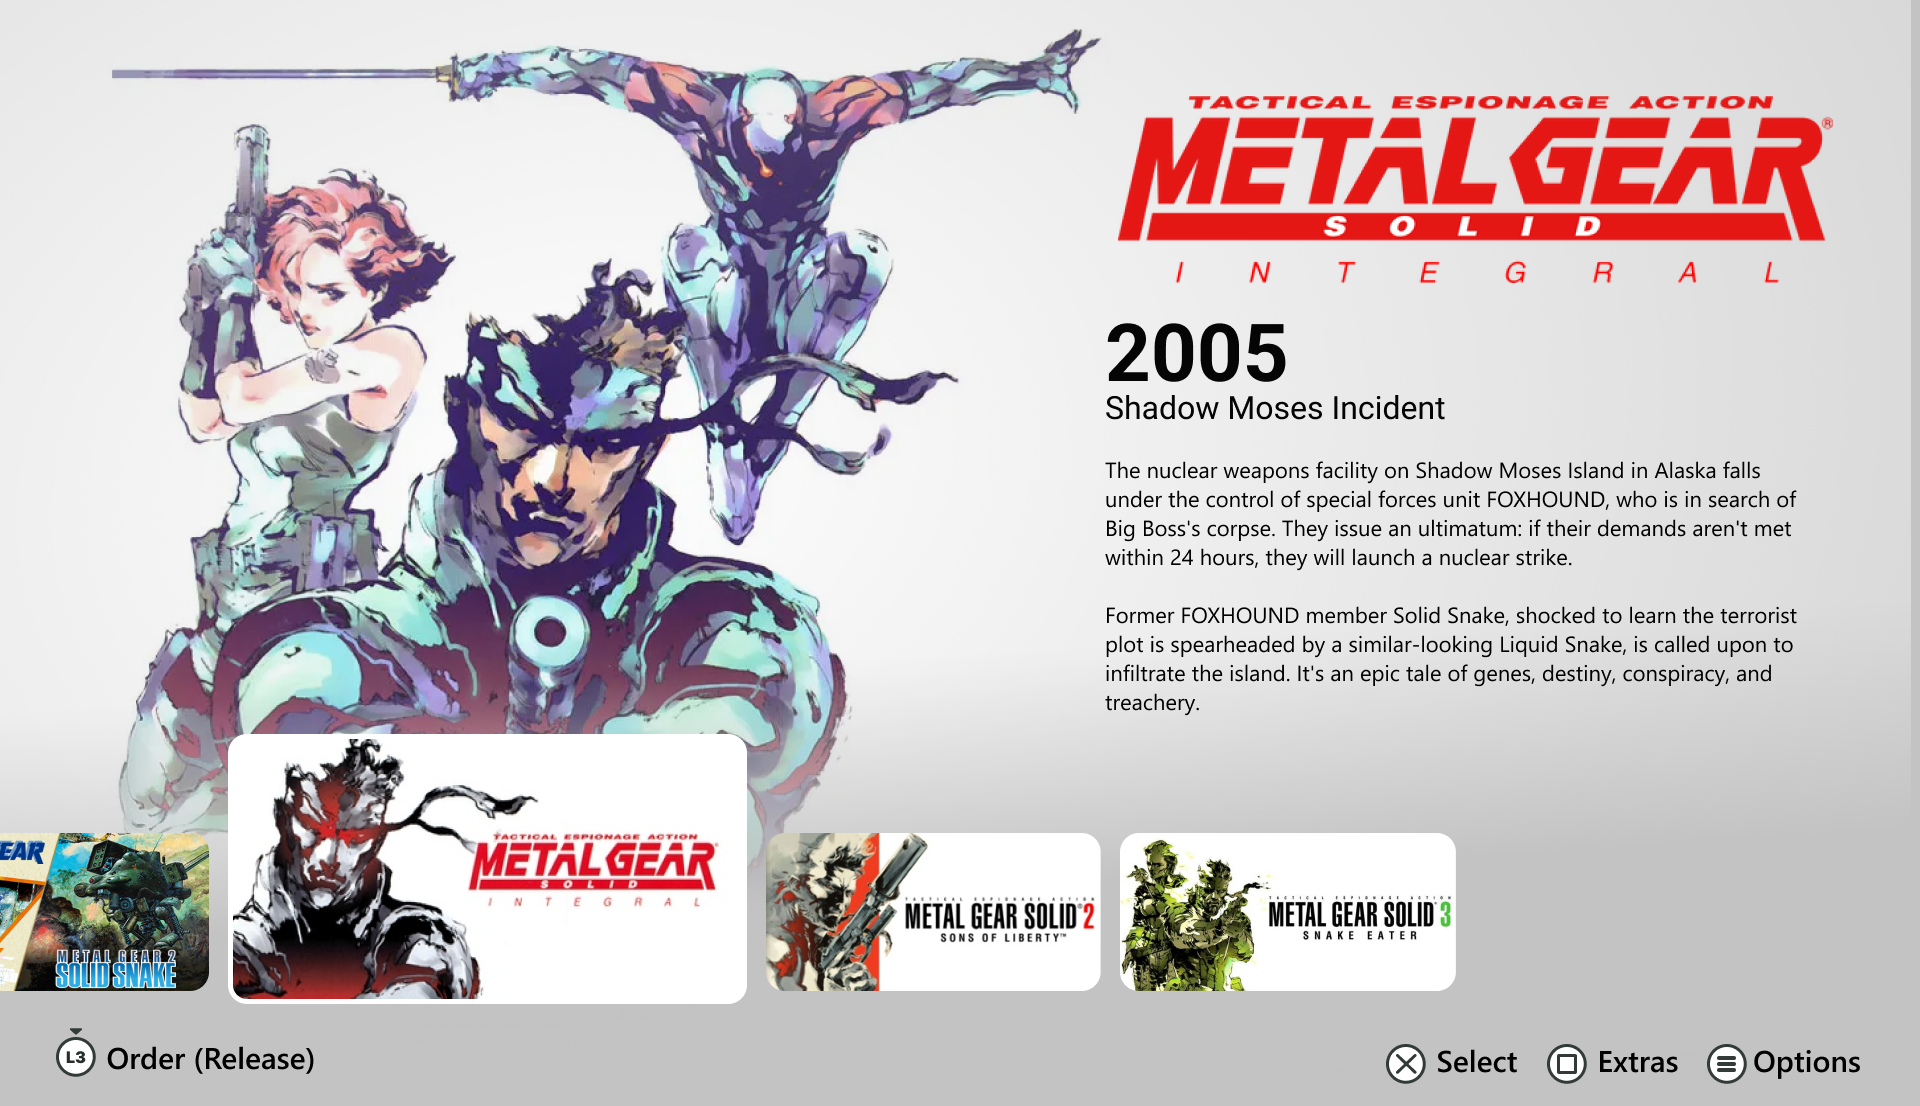 TACTICAL ESPIONAGE ACTION
METAL GEAR®
SOLID
INTEGRAL
2005
Shadow Moses Incident
The nuclear weapons facility on Shadow Moses Island in Alaska falls
under the control of special forces unit FOXHOUND, who is in search of
Big Boss's corpse. They issue an ultimatum: if their demands aren't met
within 24 hours, they will launch a nuclear strike.
Former FOXHOUND member Solid Snake, shocked to learn the terrorist
plot is spearheaded by a similar-looking Liquid Snake, is called upon to
infiltrate the island. It's an epic tale of genes, destiny, conspiracy, and
treachery.
EAR
METAL GEAR 2
SOLID SNAKE
TACTICAL ESPIONAGE ACTION
METAL GEAR®
SOLID
INTEGRAL
TACTICAL ESPIONAGE ACTION
METAL GEAR SOLID® 2
SONS OF LIBERTY™
TACTICAL ESPIONAGE ACTION
METAL GEAR SOLID 3
SNAKE EATER
L3 Order (Release)
Select
Extras
Options